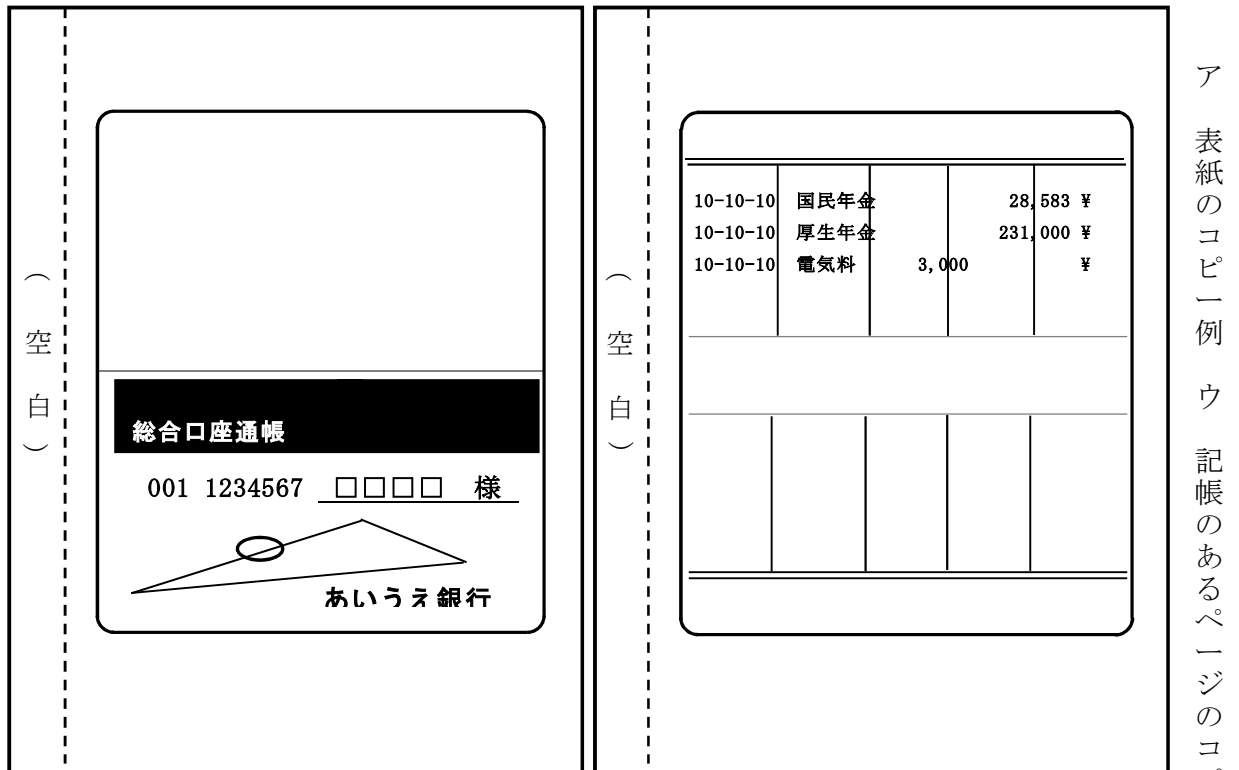 ア 表紙のコピー例 ウ 記帳のあるページのコ
(空白)
総合口座通帳
001 1234567 □□□□ 様
あいうえ銀行
(空白)
10-10-10 国民年金 28,583 ¥
10-10-10 厚生年金 231,000 ¥
10-10-10 電気料 3,000 ¥